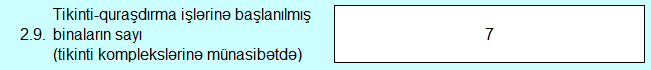 Tikinti-quraşdırma işlərinə başlanılmış
2.9. binaların sayı
(tikinti komplekslərinə münasibətdə)
7